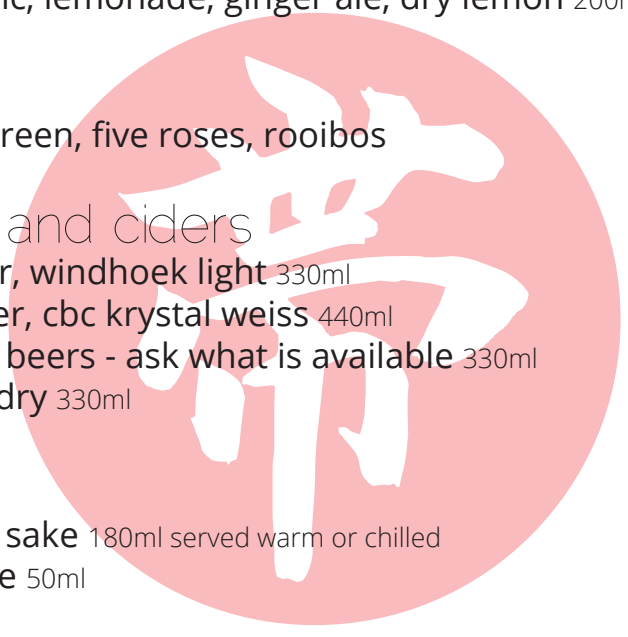 ic, lemonade, ginger ale, dry lemon 200
reen, five roses, rooibos
and ciders
r, windhoek light 330ml
er, cbc krystal weiss 440ml
beers - ask what is available 330ml
dry 330ml
sake 180ml served warm or chilled
e 50ml
帯